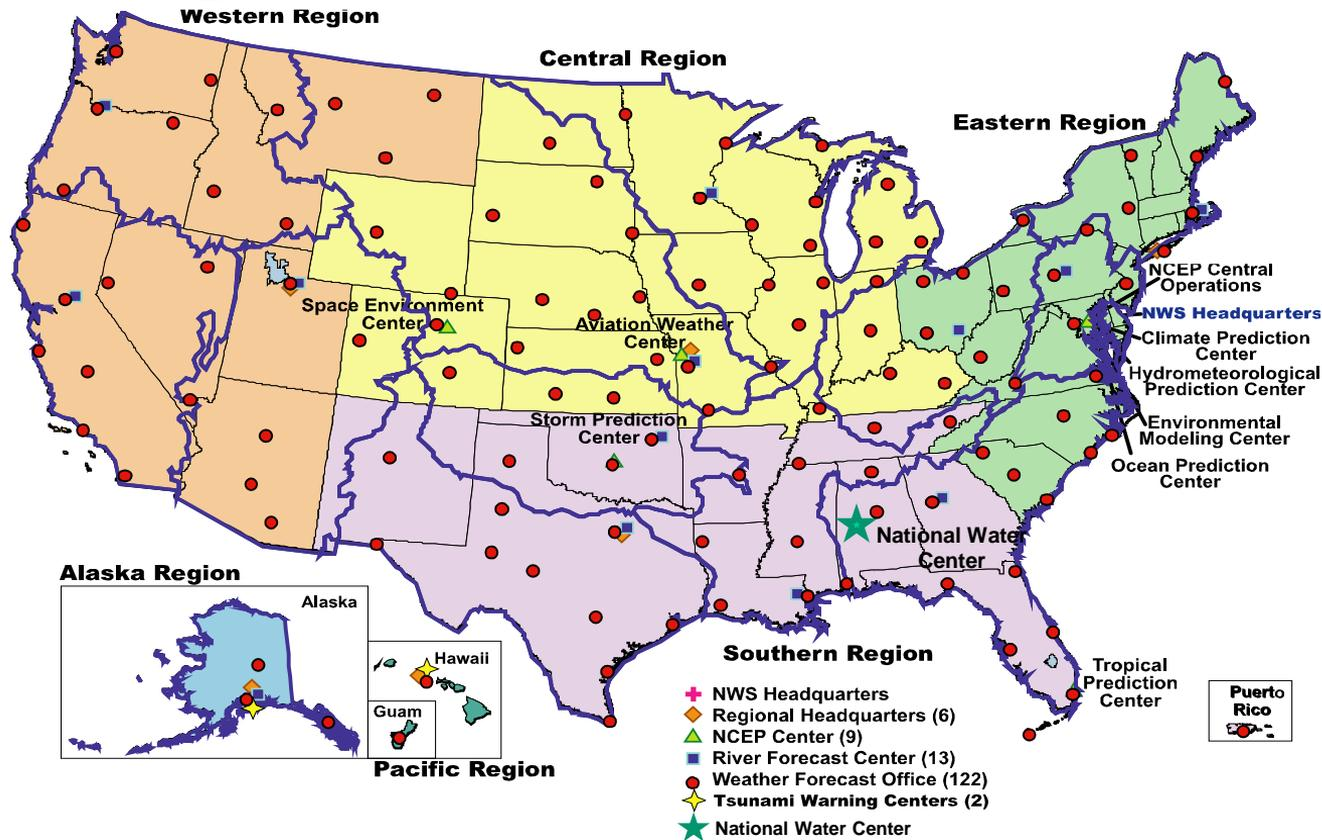 Western Region
Central Region
Eastern Region
NCEP Central
Operations
NWS Headquarters
Climate Prediction
Center
Hydrometeorological
Prediction Center
Environmental
Modeling Center
Ocean Prediction
Center
Space Environment
Center
Aviation Weather
Center
Storm Prediction
Center
National Water
Center
Alaska Region
Alaska
Hawaii
Guam
Pacific Region
Southern Region
Tropical
Prediction
Center
Puerto
Rico
NWS Headquarters
Regional Headquarters (6)
NCEP Center (9)
River Forecast Center (13)
Weather Forecast Office (122)
Tsunami Warning Centers (2)
National Water Center